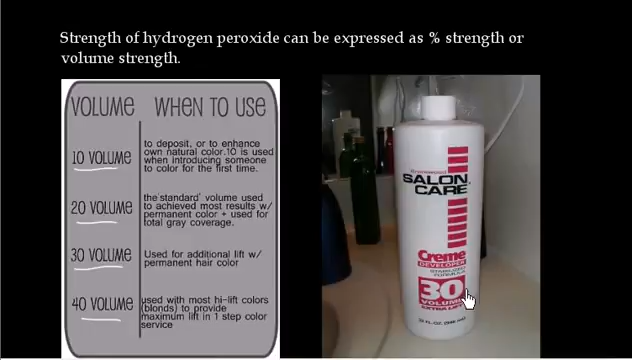 Strength of hydrogen peroxide can be expressed as % strength or
volume strength.
VOLUME WHEN TO USE
10 VOLUME
to deposit, or to enhance
own natural color.10 is used
when introducing someone
to color for the first time.
20 VOLUME
the'standard' volume used
to achieved most results w/
permanent color + used for
total gray coverage.
30 VOLUME
Used for additional lift w/
permanent hair color
40 VOLUME
used with most hi-lift colors
(blonds) to provide
maximum lift in 1 step color
service
SALON
CARE
Creme
DEVELOPER
STABILIZED
FORMULA
30
VOLUME
EXTRA LIFT